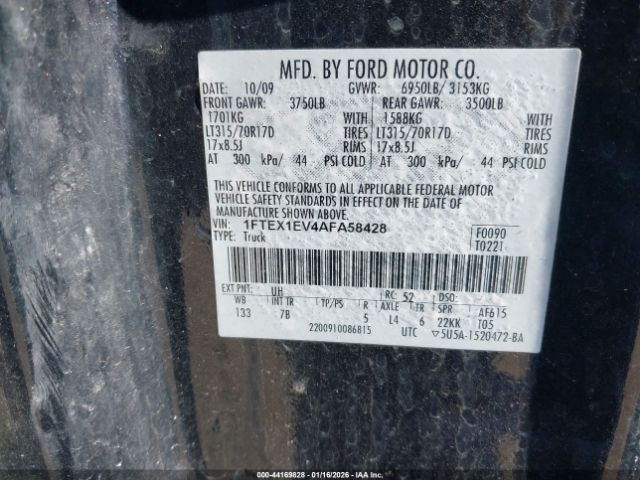 MFD. BY FORD MOTOR CO.
DATE: 10/09 GVWR: 6950LB/ 3153KG
FRONT GAWR: 3750LB REAR GAWR: 3500LB
1701KG WITH 1588KG WITH
LT315/70R17D TIRES LT315/70R17D TIRES
17x8.5J RIMS 17x8.5J RIMS
AT 300 kPa/ 44 PSI COLD AT 300 kPa/ 44 PSI COLD
THIS VEHICLE CONFORMS TO ALL APPLICABLE FEDERAL MOTOR
VEHICLE SAFETY STANDARDS IN EFFECT ON THE DATE OF
MANUFACTURE SHOWN ABOVE.
VIN: 1FTEX1EV4AFA58428 F0090
TYPE: Truck T0221
EXT PNT: UH RC: 52 DSO:
WB INT TR TP/PS R AXLE TR SPR AF615
133 7B 5 L4 6 22KK T05
2200910086815 UTC ▽5U5A-1520472-BA
000-44169828 | 01/16/2026 - IAA Inc.